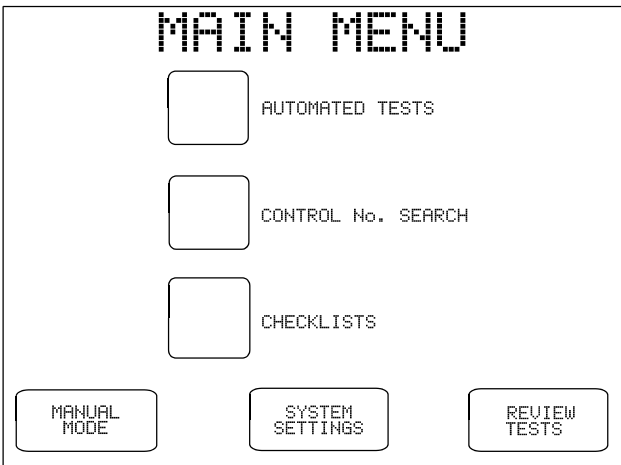 MAIN MENU
AUTOMATED TESTS
CONTROL No. SEARCH
CHECKLISTS
MANUAL
MODE
SYSTEM
SETTINGS
REVIEW
TESTS